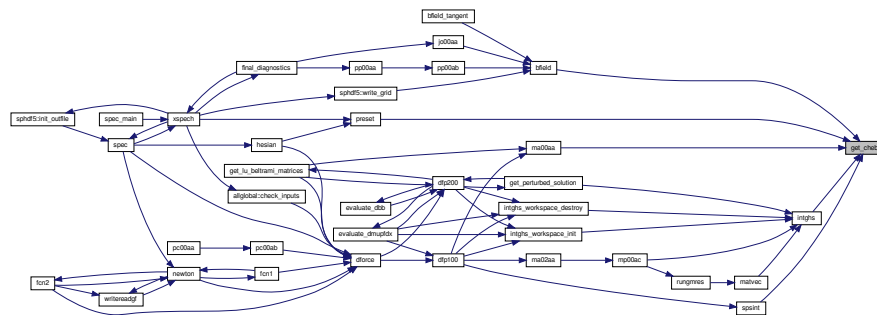 bfield_tangent
jo00aa
final_diagnostics
pp00aa
pp00ab
bfield
sphdf5::write_grid
sphdf5::init_outfile
spec_main
xspech
preset
spec
hesian
ma00aa
get_cheb
get_lu_beltrami_matrices
dfp200
get_perturbed_solution
allglobal::check_inputs
evaluate_dbb
intghs_workspace_destroy
intghs
evaluate_dmupfdx
intghs_workspace_init
pc00aa
pc00ab
dforce
dfp100
ma02aa
mp00ac
fcn2
newton
fcn1
rungmres
matvec
writereadgf
spsint